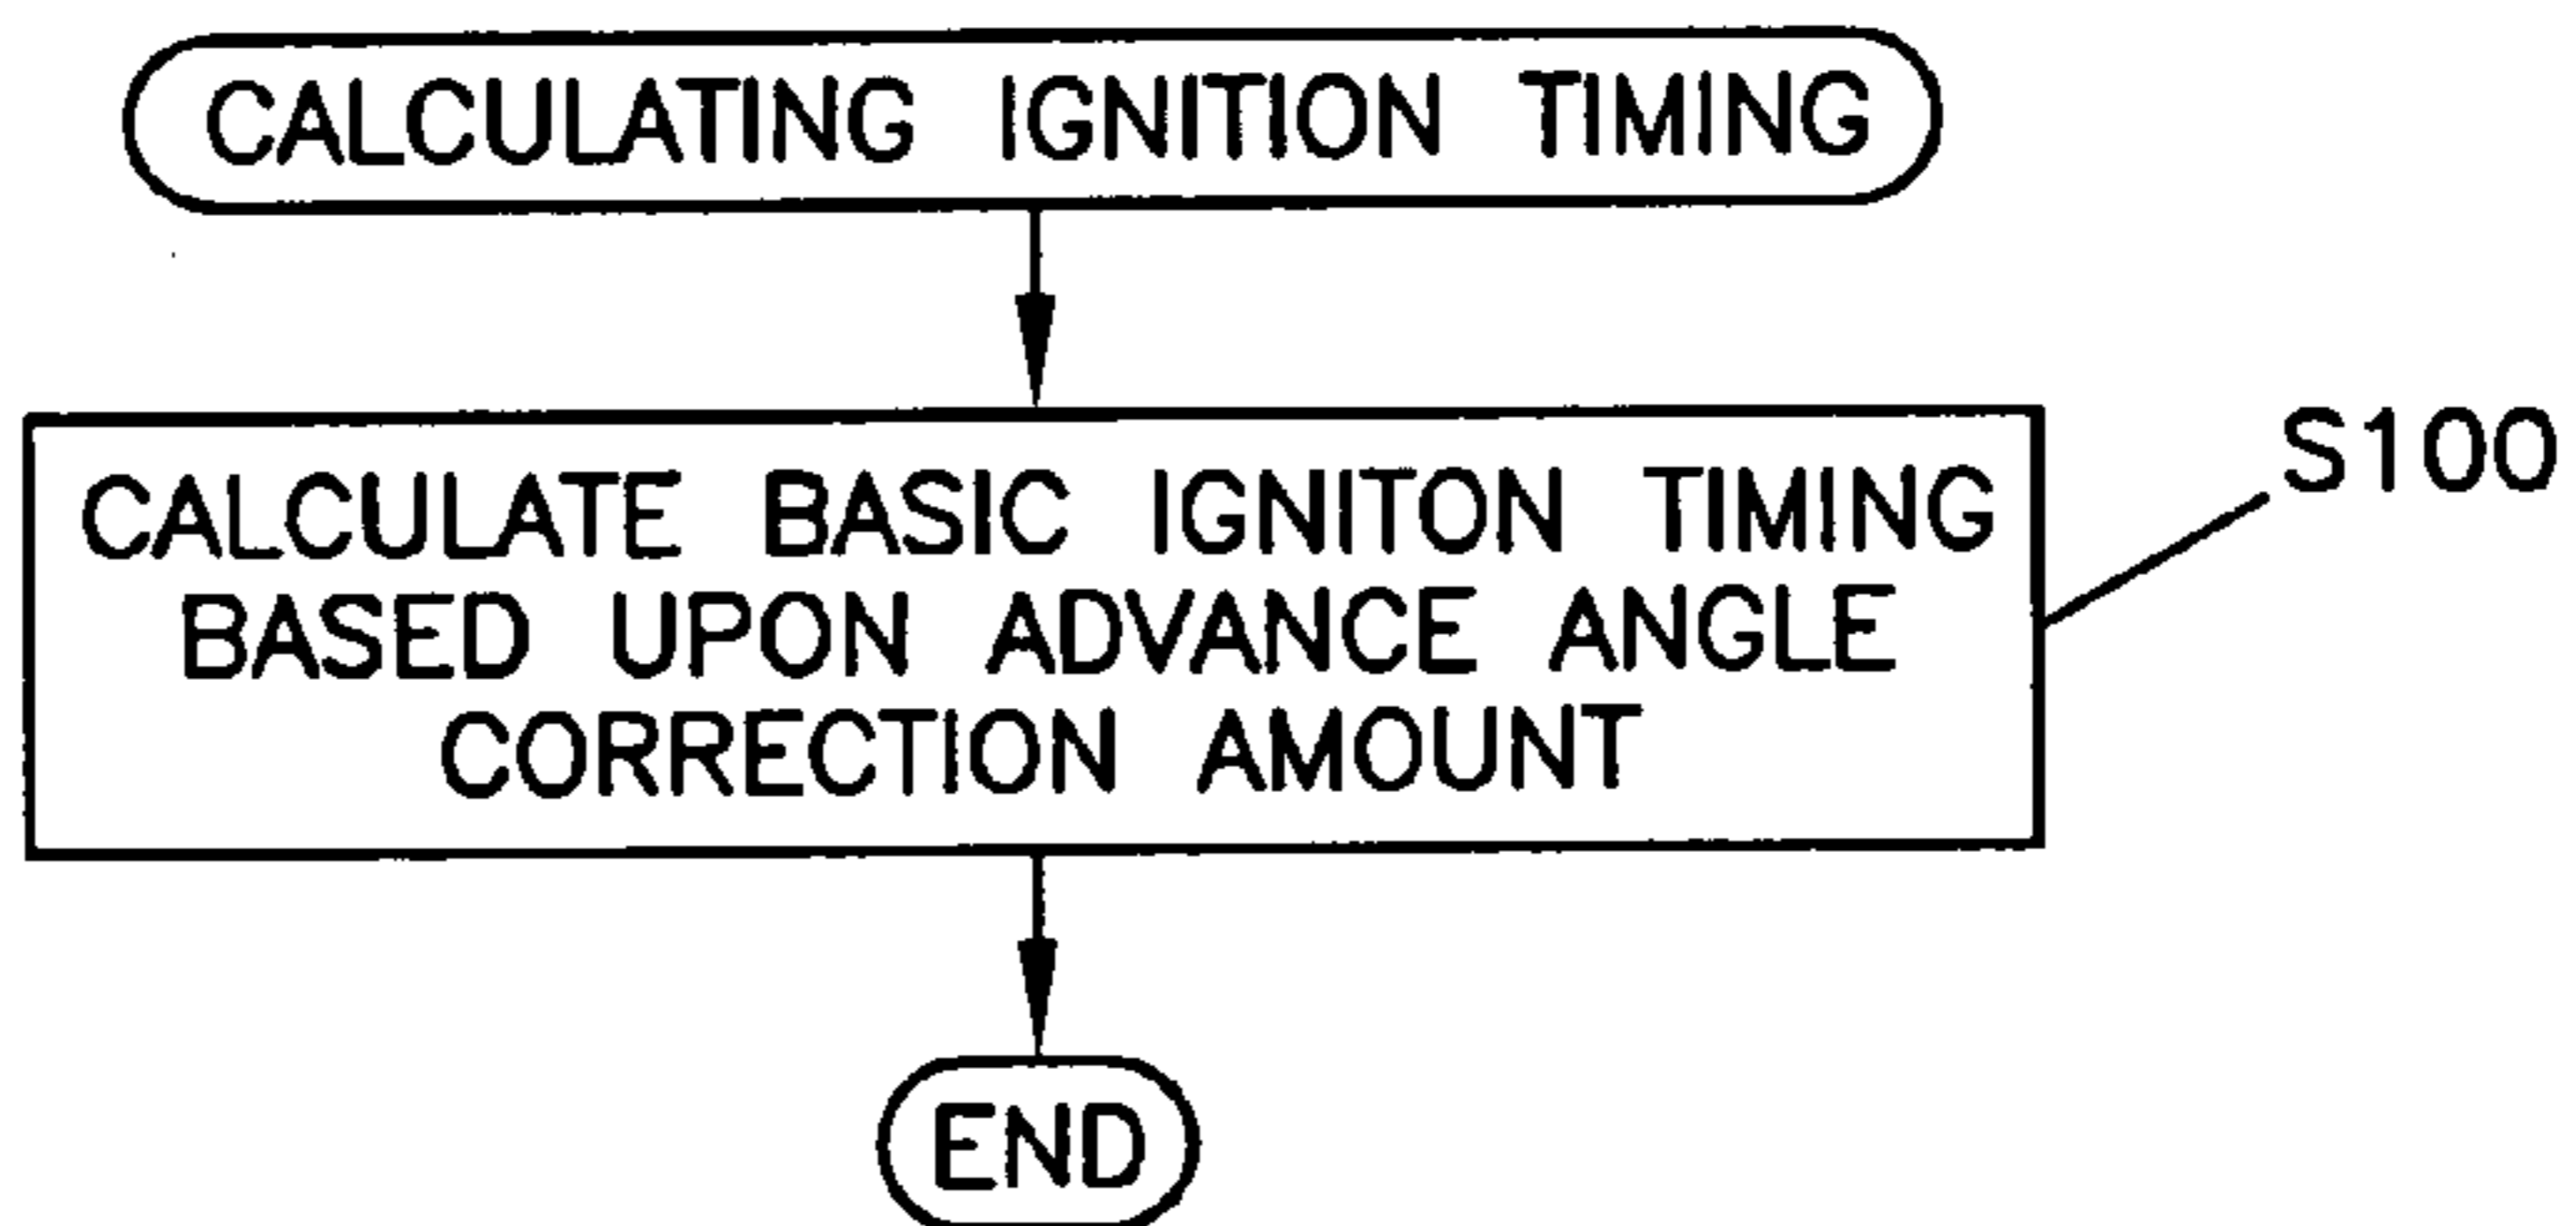 CALCULATING IGNITION TIMING
CALCULATE BASIC IGNITON TIMING
BASED UPON ADVANCE ANGLE
CORRECTION AMOUNT
S100
END